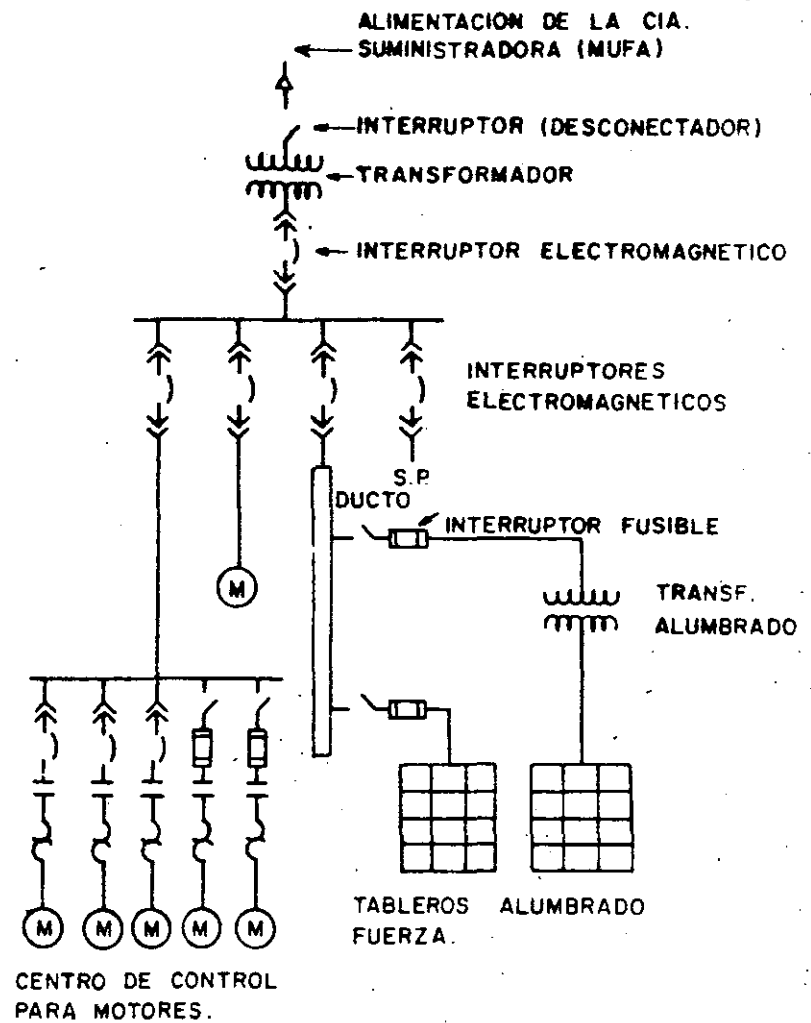 ALIMENTACION DE LA CIA.
SUMINISTRADORA (MUFA)
INTERRUPTOR (DESCONECTADOR)
TRANSFORMADOR
INTERRUPTOR ELECTROMAGNETICO
INTERRUPTORES
ELECTROMAGNETICOS
S.P.
DUCTO
INTERRUPTOR FUSIBLE
M
TRANSF.
ALUMBRADO
M M M M M
TABLEROS ALUMBRADO
FUERZA.
CENTRO DE CONTROL
PARA MOTORES.